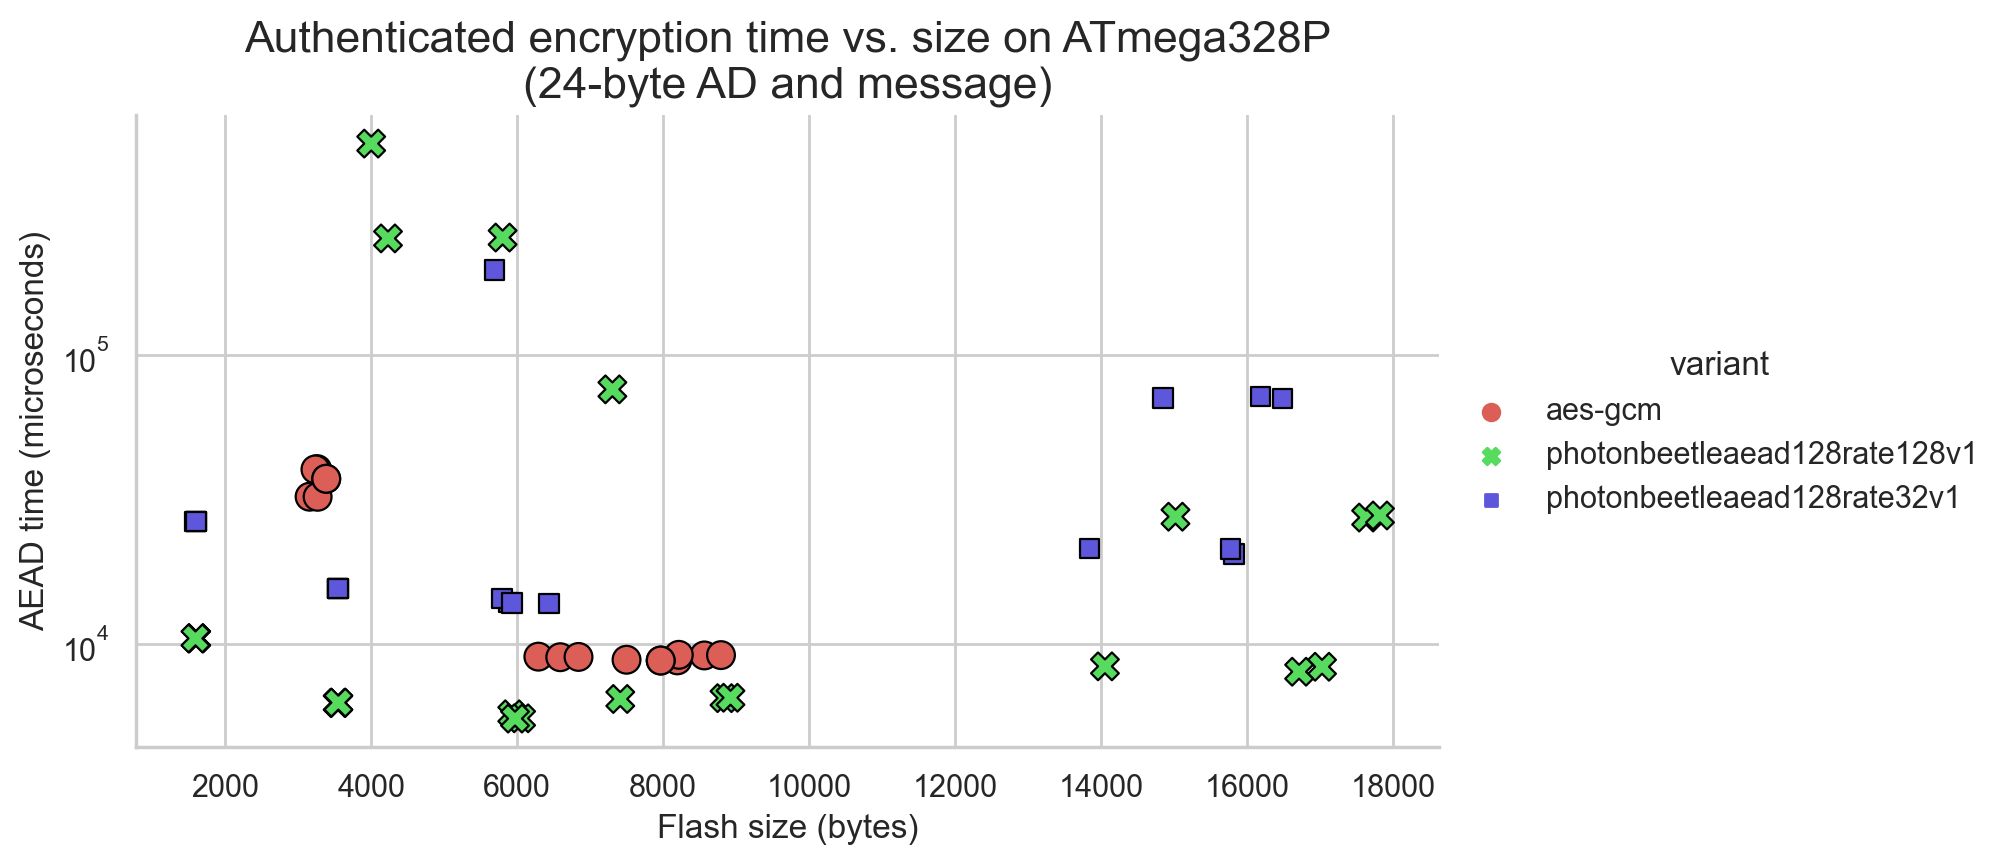 Authenticated encryption time vs. size on ATmega328P
(24-byte AD and message)
AEAD time (microseconds)
10^5
10^4
2000 4000 6000 8000 10000 12000 14000 16000 18000
Flash size (bytes)
variant
aes-gcm
photonbeetleaead128rate128v1
photonbeetleaead128rate32v1